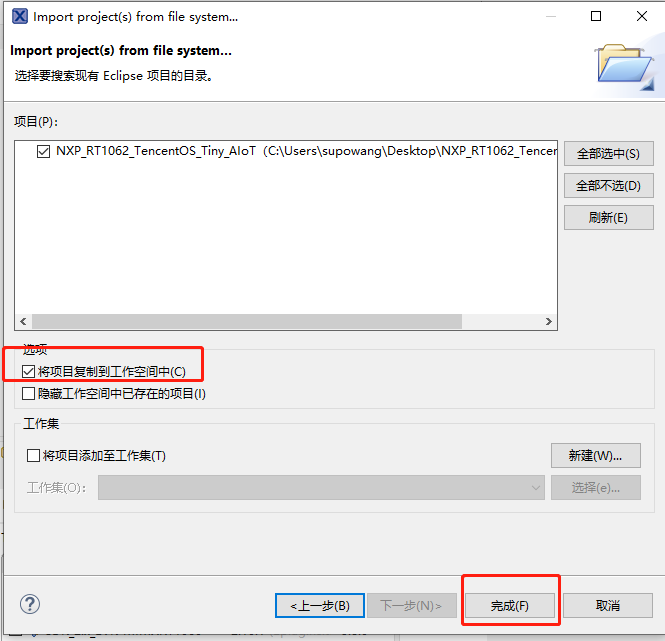 Import project(s) from file system...
Import project(s) from file system...
选择要搜索现有 Eclipse 项目的目录。
项目(P):
NXP_RT1062_TencentOS_Tiny_AIoT (C:\Users\supowang\Desktop\NXP_RT1062_Tencen
全部选中(S)
全部不选(D)
刷新(E)
选项
将项目复制到工作空间中(C)
隐藏工作空间中已存在的项目(I)
工作集
将项目添加至工作集(T)
新建(W)...
工作集(O):
选择(e)...
<上一步(B)
下一步(N)>
完成(F)
取消